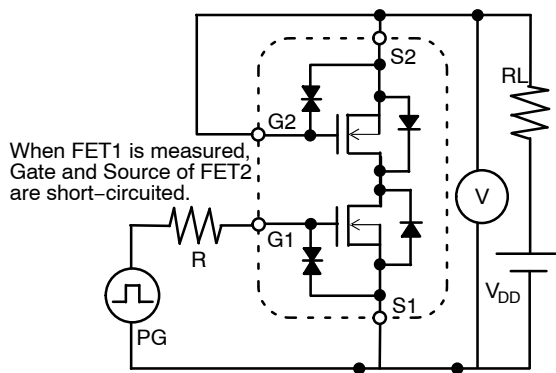 S2
RL
G2
When FET1 is measured,
Gate and Source of FET2
are short−circuited.
V
G1
R
VDD
S1
PG